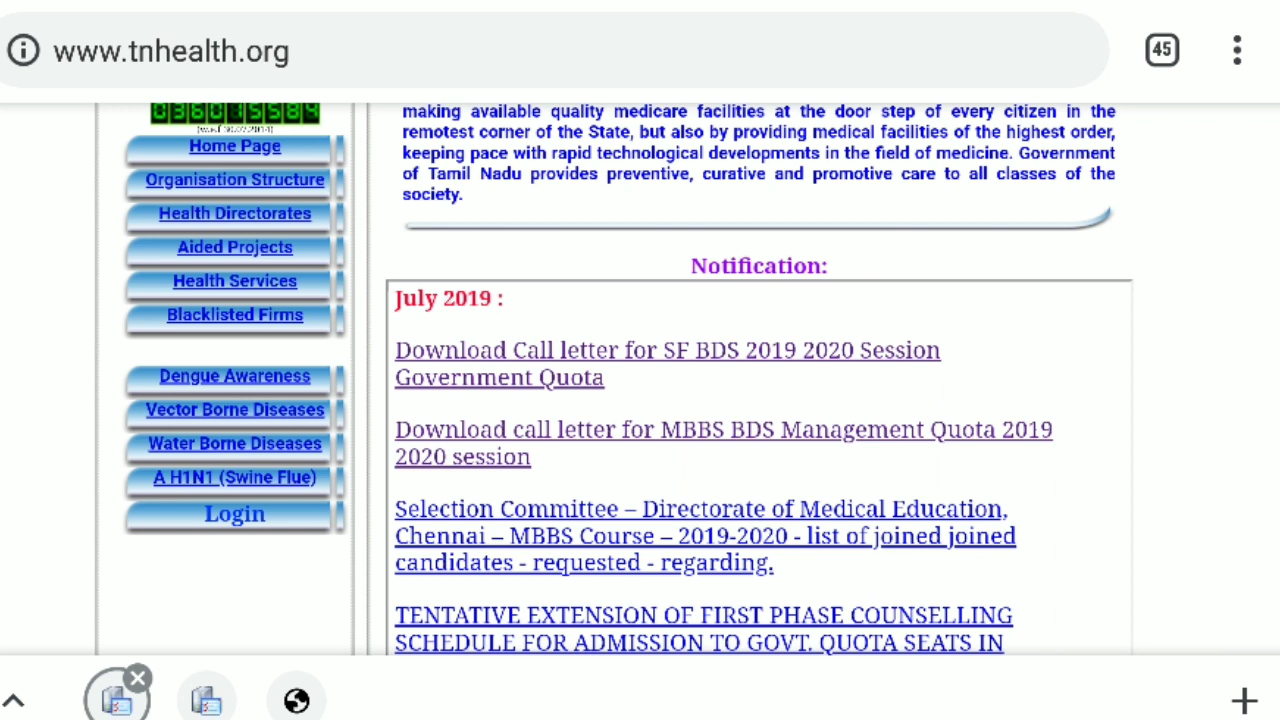 www.tnhealth.org
45
(w.e.f 30.07.2014)
Home Page
Organisation Structure
Health Directorates
Aided Projects
Health Services
Blacklisted Firms
Dengue Awareness
Vector Borne Diseases
Water Borne Diseases
A H1N1 (Swine Flue)
Login
making available quality medicare facilities at the door step of every citizen in the
remotest corner of the State, but also by providing medical facilities of the highest order,
keeping pace with rapid technological developments in the field of medicine. Government
of Tamil Nadu provides preventive, curative and promotive care to all classes of the
society.
Notification:
July 2019 :
Download Call letter for SF BDS 2019 2020 Session
Government Quota
Download call letter for MBBS BDS Management Quota 2019
2020 session
Selection Committee – Directorate of Medical Education,
Chennai – MBBS Course – 2019-2020 - list of joined joined
candidates - requested - regarding.
TENTATIVE EXTENSION OF FIRST PHASE COUNSELLING
SCHEDULE FOR ADMISSION TO GOVT. QUOTA SEATS IN